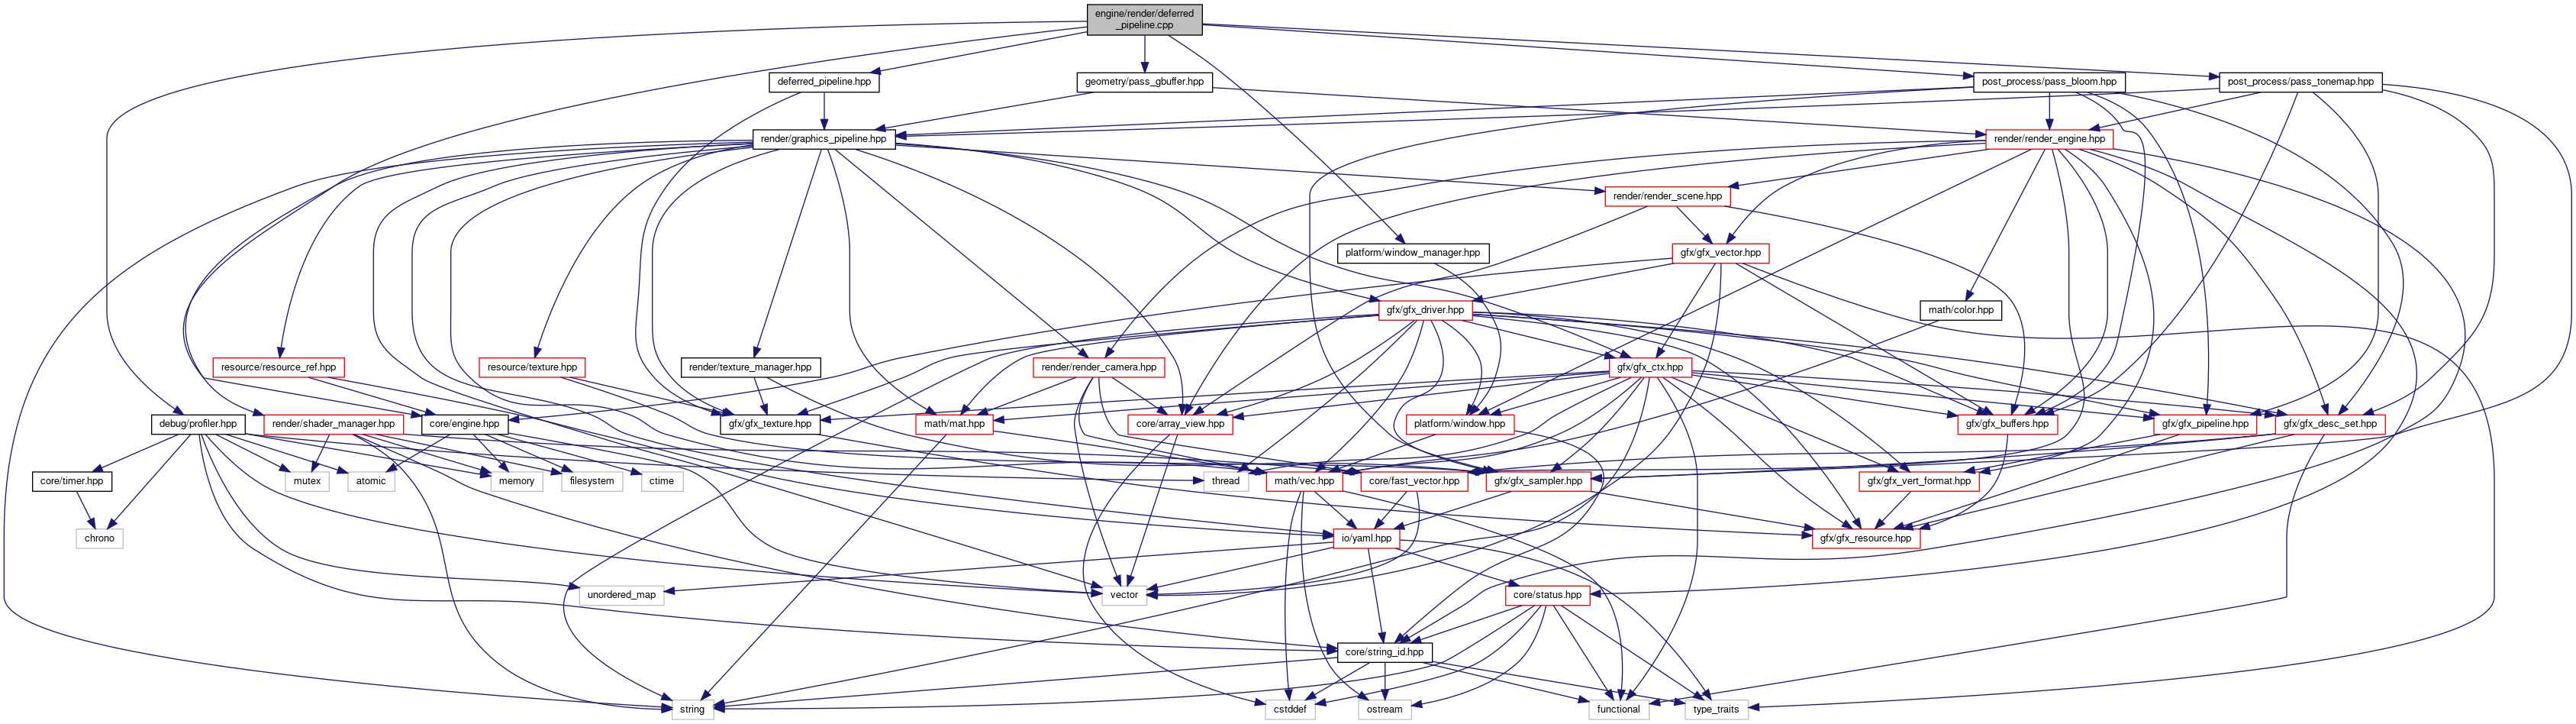 engine/render/deferred
_pipeline.cpp
deferred_pipeline.hpp
geometry/pass_gbuffer.hpp
post_process/pass_bloom.hpp
post_process/pass_tonemap.hpp
render/graphics_pipeline.hpp
render/render_engine.hpp
render/render_scene.hpp
platform/window_manager.hpp
gfx/gfx_vector.hpp
gfx/gfx_driver.hpp
math/color.hpp
resource/resource_ref.hpp
resource/texture.hpp
render/texture_manager.hpp
render/render_camera.hpp
gfx/gfx_ctx.hpp
debug/profiler.hpp
render/shader_manager.hpp
core/engine.hpp
gfx/gfx_texture.hpp
math/mat.hpp
core/array_view.hpp
platform/window.hpp
gfx/gfx_buffers.hpp
gfx/gfx_pipeline.hpp
gfx/gfx_desc_set.hpp
core/timer.hpp
mutex
atomic
memory
filesystem
ctime
thread
math/vec.hpp
core/fast_vector.hpp
gfx/gfx_sampler.hpp
gfx/gfx_vert_format.hpp
chrono
io/yaml.hpp
gfx/gfx_resource.hpp
unordered_map
vector
core/status.hpp
core/string_id.hpp
string
cstddef
ostream
functional
type_traits